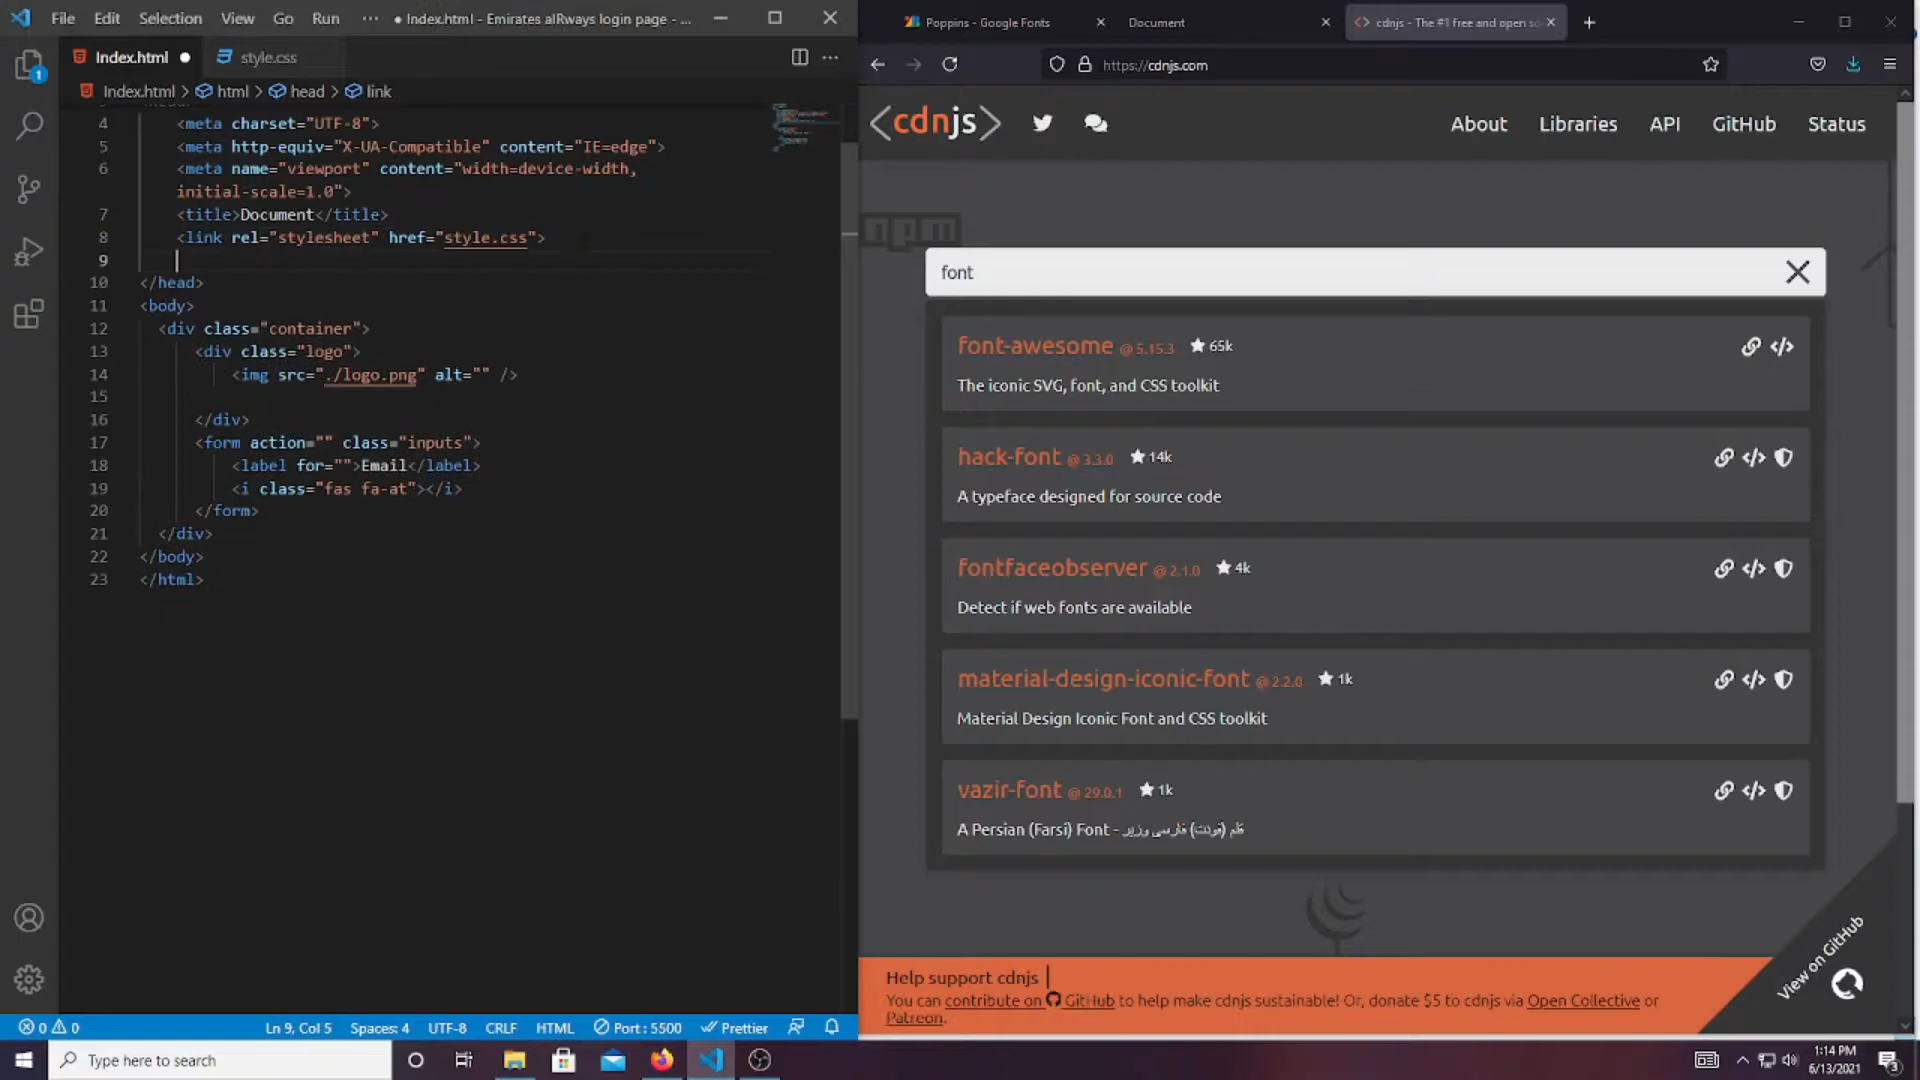 File Edit Selection View Go Run ··· ● Index.html - Emirates aIRways login page - ...
Index.html ● style.css
Index.html > html > head > link
4 <meta charset="UTF-8">
5 <meta http-equiv="X-UA-Compatible" content="IE=edge">
6 <meta name="viewport" content="width=device-width,
initial-scale=1.0">
7 <title>Document</title>
8 <link rel="stylesheet" href="style.css">
9
10 </head>
11 <body>
12 <div class="container">
13 <div class="logo">
14 <img src="./logo.png" alt="" />
15
16 </div>
17 <form action="" class="inputs">
18 <label for="">Email</label>
19 <i class="fas fa-at"></i>
20 </form>
21 </div>
22 </body>
23 </html>
0 0 Ln 9, Col 5 Spaces: 4 UTF-8 CRLF HTML Port : 5500 Prettier
Poppins - Google Fonts Document cdnjs - The #1 free and open so
https://cdnjs.com
<cdnjs> About Libraries API GitHub Status
npm
font
font-awesome @ 5.15.3 65k
The iconic SVG, font, and CSS toolkit
hack-font @ 3.3.0 14k
A typeface designed for source code
fontfaceobserver @ 2.1.0 4k
Detect if web fonts are available
material-design-iconic-font @ 2.2.0 1k
Material Design Iconic Font and CSS toolkit
vazir-font @ 29.0.1 1k
A Persian (Farsi) Font - قلم (فونت) فارسی وزیر
View on GitHub
Help support cdnjs
You can contribute on GitHub to help make cdnjs sustainable! Or, donate $5 to cdnjs via Open Collective or
Patreon.
Type here to search
1:14 PM
6/13/2021
3
1